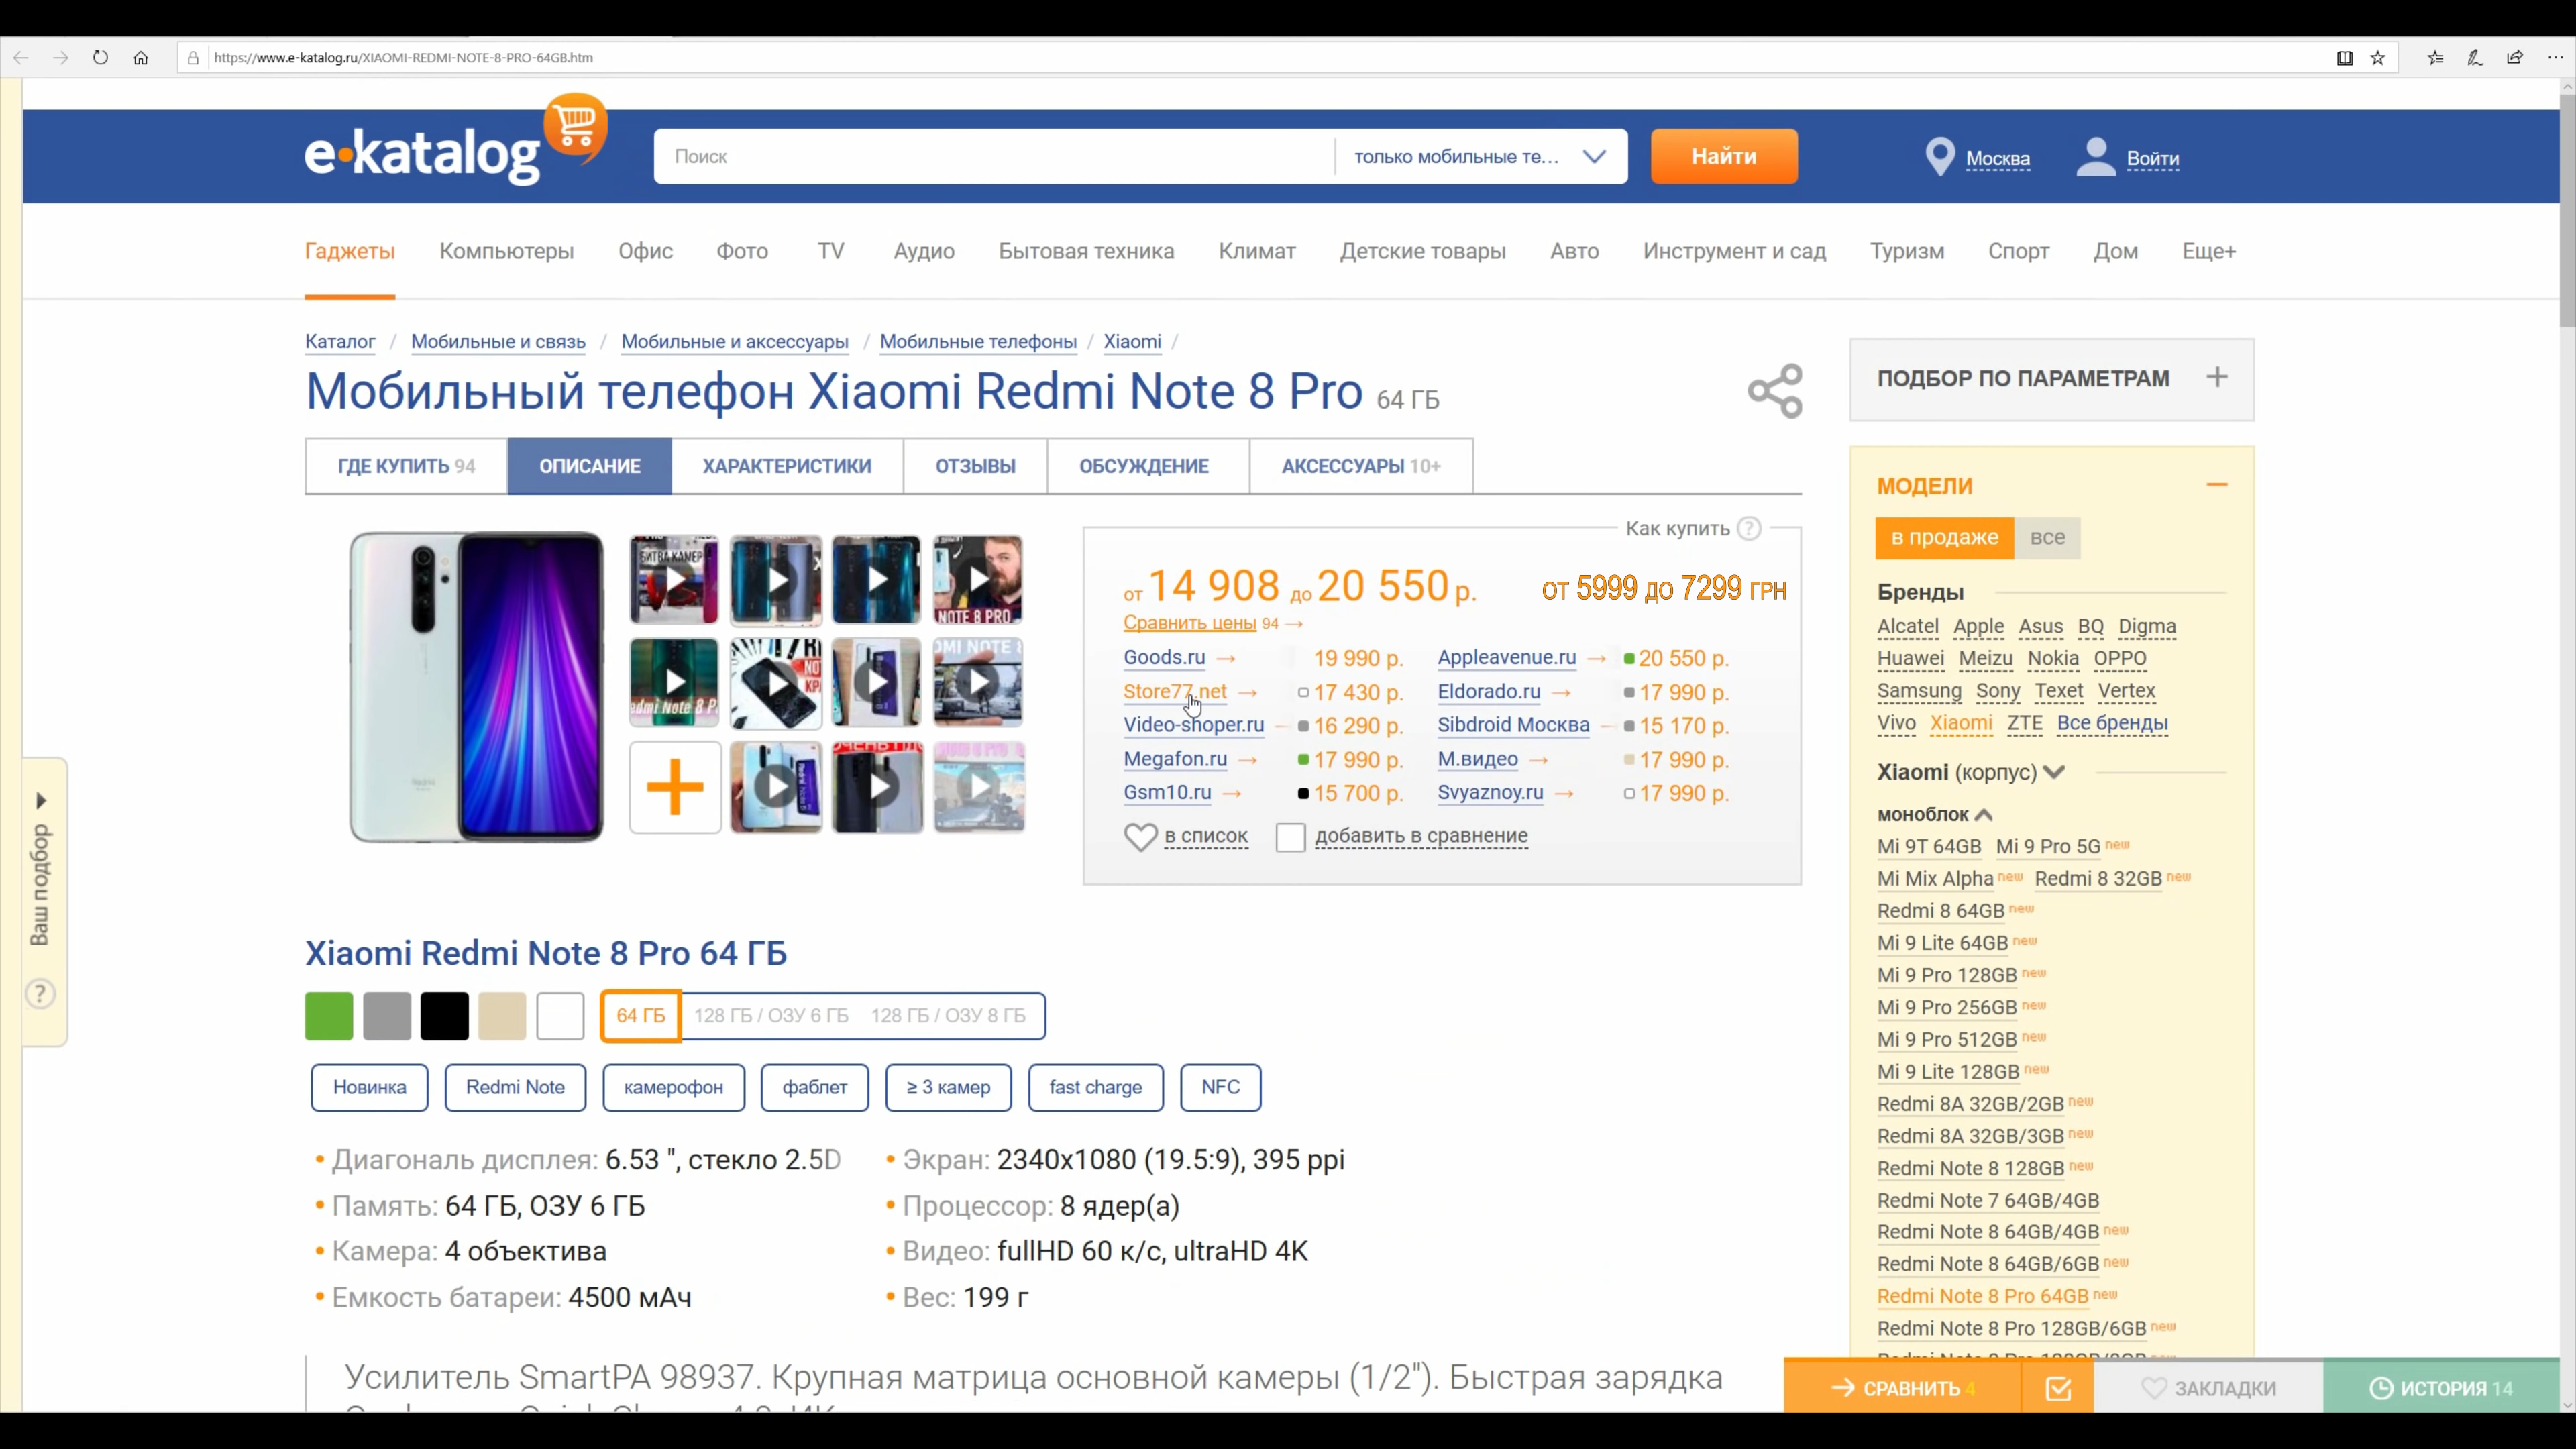 https://www.e-katalog.ru/XIAOMI-REDMI-NOTE-8-PRO-64GB.htm
e•katalog
Поиск
только мобильные те...
Найти
Москва
Войти
Гаджеты Компьютеры Офис Фото TV Аудио Бытовая техника Климат Детские товары Авто Инструмент и сад Туризм Спорт Дом Еще+
Каталог / Мобильные и связь / Мобильные и аксессуары / Мобильные телефоны / Xiaomi /
Мобильный телефон Xiaomi Redmi Note 8 Pro 64 ГБ
ГДЕ КУПИТЬ 94 ОПИСАНИЕ ХАРАКТЕРИСТИКИ ОТЗЫВЫ ОБСУЖДЕНИЕ АКСЕССУАРЫ 10+
БИТВА КАМЕР
NOTE 8 PRO
Как купить ?
от 14 908 до 20 550 р. ОТ 5999 ДО 7299 ГРН
Сравнить цены 94 →
Goods.ru → 19 990 р. Appleavenue.ru → 20 550 р.
Store77.net → 17 430 р. Eldorado.ru → 17 990 р.
Video-shoper.ru 16 290 р. Sibdroid Москва 15 170 р.
Megafon.ru → 17 990 р. М.видео → 17 990 р.
Gsm10.ru → 15 700 р. Svyaznoy.ru → 17 990 р.
в список добавить в сравнение
Xiaomi Redmi Note 8 Pro 64 ГБ
64 ГБ 128 ГБ / ОЗУ 6 ГБ 128 ГБ / ОЗУ 8 ГБ
Новинка Redmi Note камерофон фаблет ≥ 3 камер fast charge NFC
• Диагональ дисплея: 6.53 ", стекло 2.5D
• Экран: 2340x1080 (19.5:9), 395 ppi
• Память: 64 ГБ, ОЗУ 6 ГБ
• Процессор: 8 ядер(а)
• Камера: 4 объектива
• Видео: fullHD 60 к/с, ultraHD 4K
• Емкость батареи: 4500 мАч
• Вес: 199 г
Усилитель SmartPA 98937. Крупная матрица основной камеры (1/2"). Быстрая зарядка
Ваш подбор
?
ПОДБОР ПО ПАРАМЕТРАМ +
МОДЕЛИ
в продаже все
Бренды
Alcatel Apple Asus BQ Digma
Huawei Meizu Nokia OPPO
Samsung Sony Texet Vertex
Vivo Xiaomi ZTE Все бренды
Xiaomi (корпус)
моноблок
Mi 9T 64GB Mi 9 Pro 5G new
Mi Mix Alpha new Redmi 8 32GB new
Redmi 8 64GB new
Mi 9 Lite 64GB new
Mi 9 Pro 128GB new
Mi 9 Pro 256GB new
Mi 9 Pro 512GB new
Mi 9 Lite 128GB new
Redmi 8A 32GB/2GB new
Redmi 8A 32GB/3GB new
Redmi Note 8 128GB new
Redmi Note 7 64GB/4GB
Redmi Note 8 64GB/4GB new
Redmi Note 8 64GB/6GB new
Redmi Note 8 Pro 64GB new
Redmi Note 8 Pro 128GB/6GB new
СРАВНИТЬ 4
ЗАКЛАДКИ
ИСТОРИЯ 14